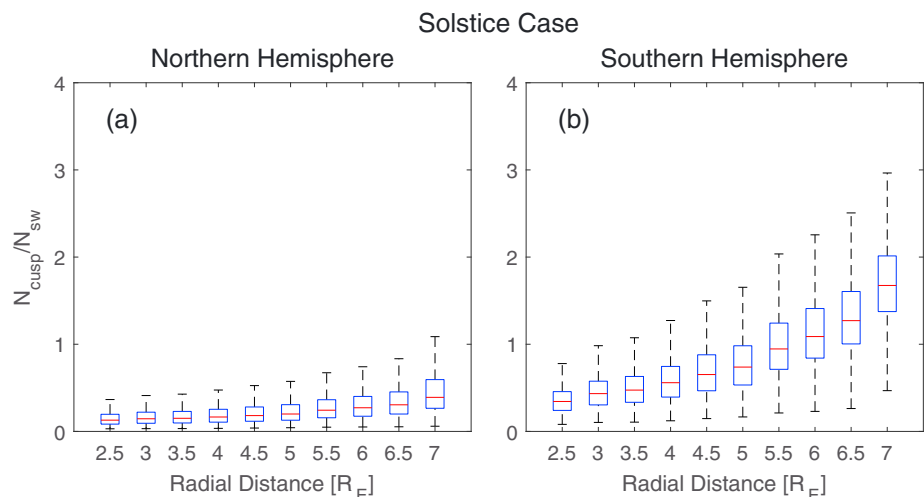 Solstice Case
Northern Hemisphere
Southern Hemisphere
(a)
(b)
N_cusp/N_sw
4
3
2
1
0
2.5 3 3.5 4 4.5 5 5.5 6 6.5 7
Radial Distance [R_E]
4
3
2
1
0
2.5 3 3.5 4 4.5 5 5.5 6 6.5 7
Radial Distance [R_E]